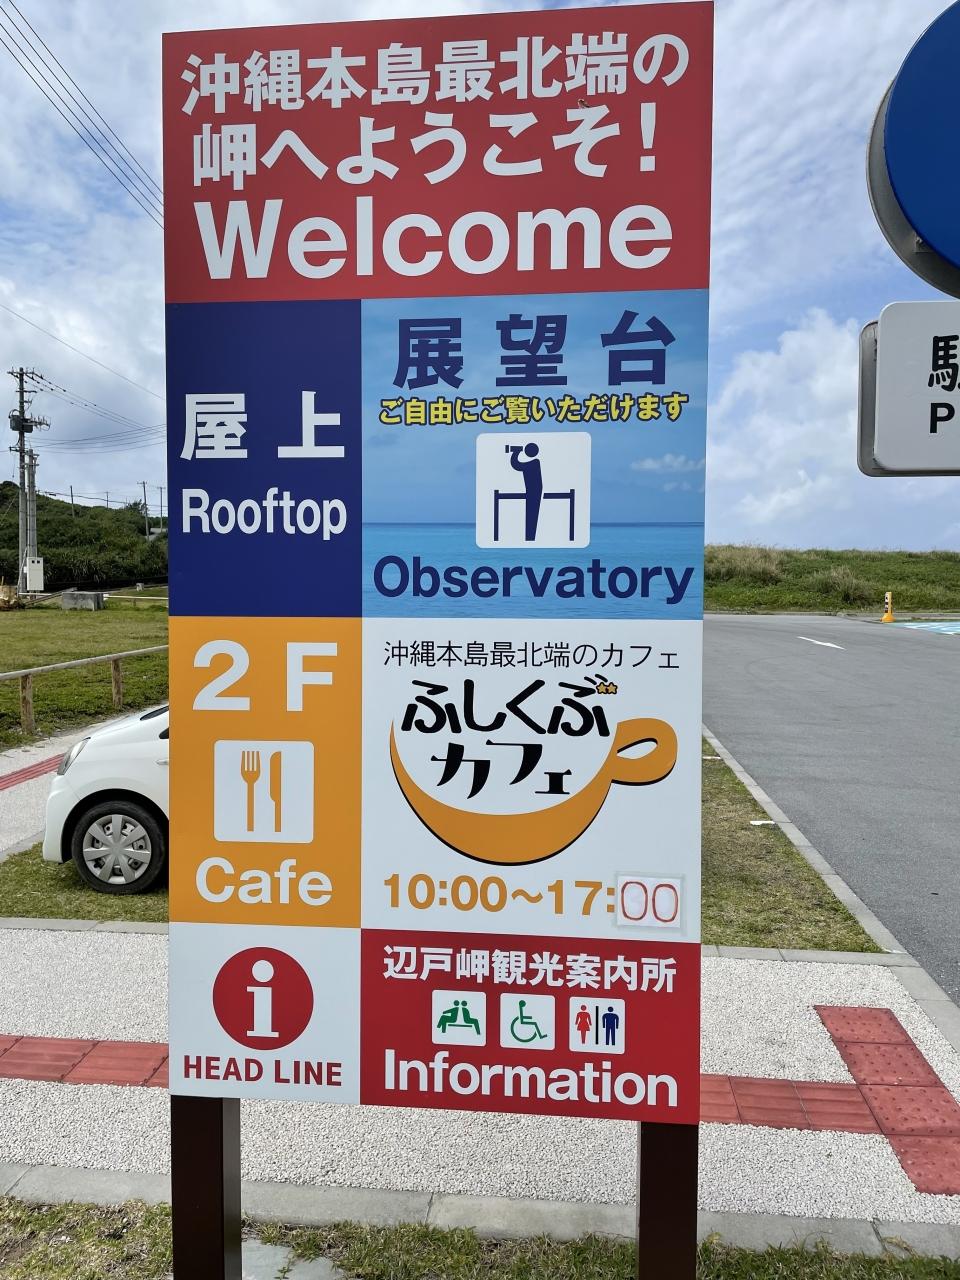 沖縄本島最北端の
岬へようこそ!
Welcome
屋上
Rooftop
展望台
ご自由にご覧いただけます
Observatory
2F
Cafe
沖縄本島最北端のカフェ
ふしくぶ
カフェ
10:00～17:00
HEAD LINE
辺戸岬観光案内所
Information
P